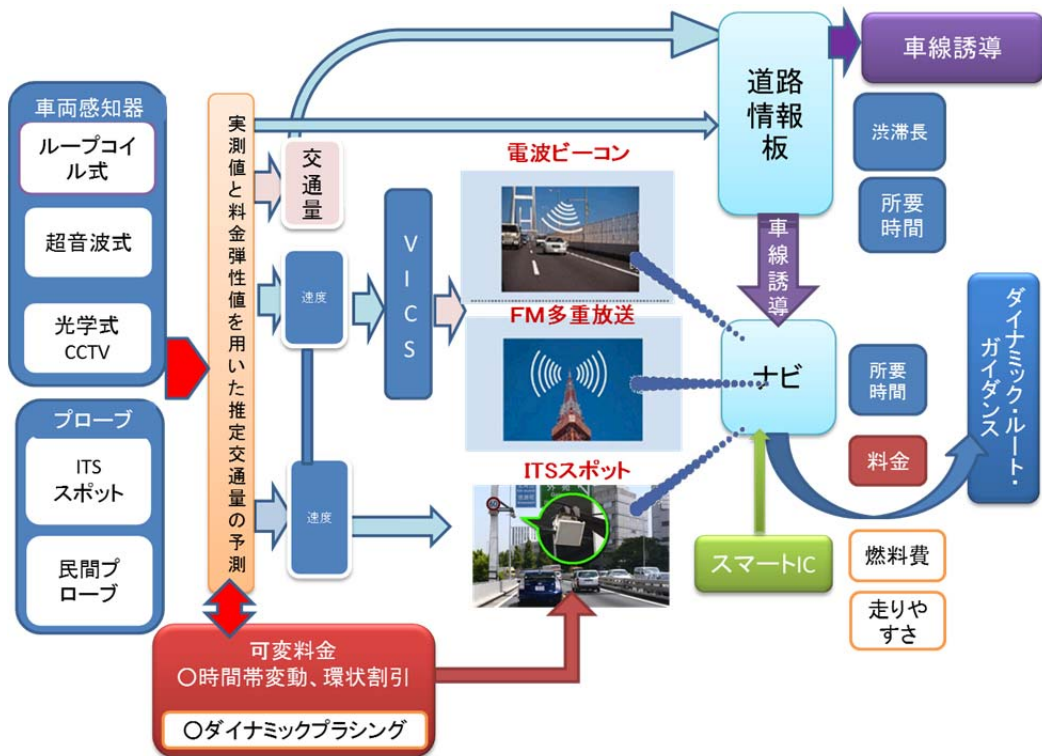 車両感知器
ループコイ
ル式
超音波式
光学式
CCTV
プローブ
ITS
スポット
民間プ
ローブ
実測値と料金弾性値を用いた推定交通量の予測
交通量
速度
速度
VICS
可変料金
〇時間帯変動、環状割引
〇ダイナミックプラシング
電波ビーコン
FM多重放送
ITSスポット
道路
情報
板
車線誘導
渋滞長
所要
時間
車線誘導
ナビ
所要
時間
料金
スマートIC
燃料費
走りや
すさ
ダイナミック・ルート・
ガイダンス